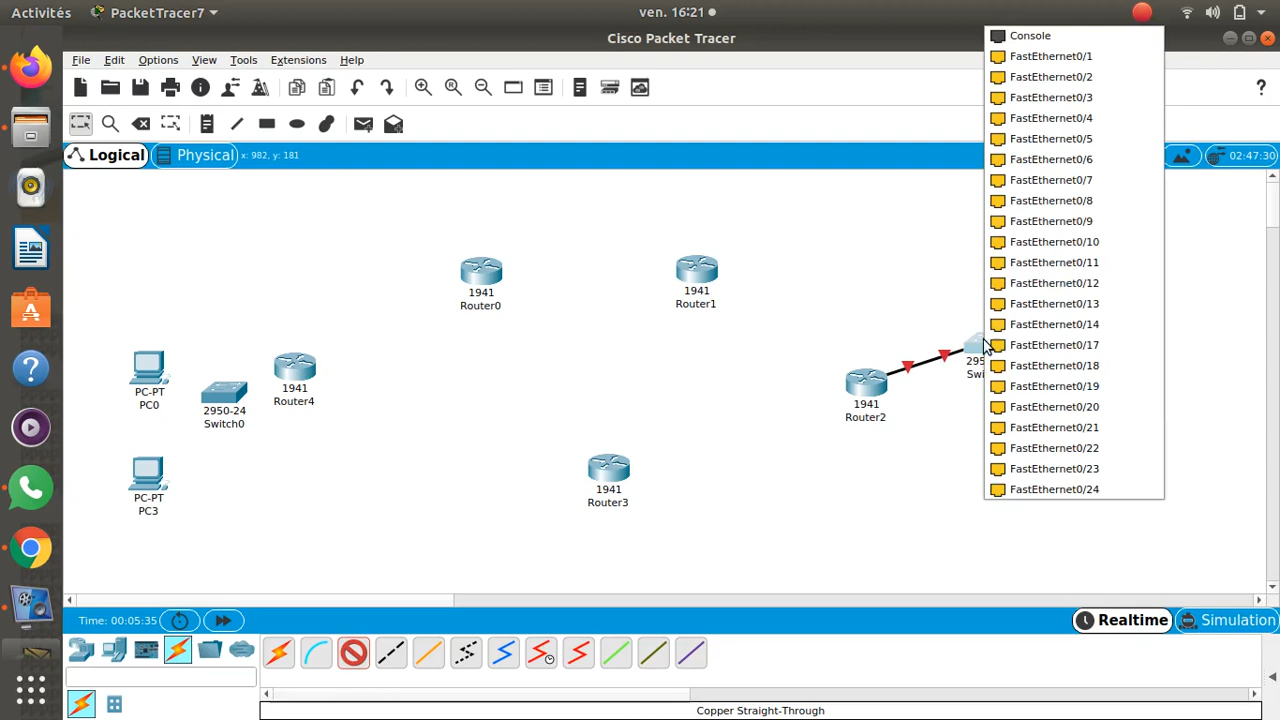 Activités
PacketTracer7
ven. 16:21
Cisco Packet Tracer
File Edit Options View Tools Extensions Help
Logical
Physical
x: 982, y: 181
02:47:30
Console
FastEthernet0/1
FastEthernet0/2
FastEthernet0/3
FastEthernet0/4
FastEthernet0/5
FastEthernet0/6
FastEthernet0/7
FastEthernet0/8
FastEthernet0/9
FastEthernet0/10
FastEthernet0/11
FastEthernet0/12
FastEthernet0/13
FastEthernet0/14
FastEthernet0/17
FastEthernet0/18
FastEthernet0/19
FastEthernet0/20
FastEthernet0/21
FastEthernet0/22
FastEthernet0/23
FastEthernet0/24
1941
Router0
1941
Router1
PC-PT
PC0
2950-24
Switch0
1941
Router4
1941
Router2
295
Swi
PC-PT
PC3
1941
Router3
Time: 00:05:35
Realtime
Simulation
Copper Straight-Through